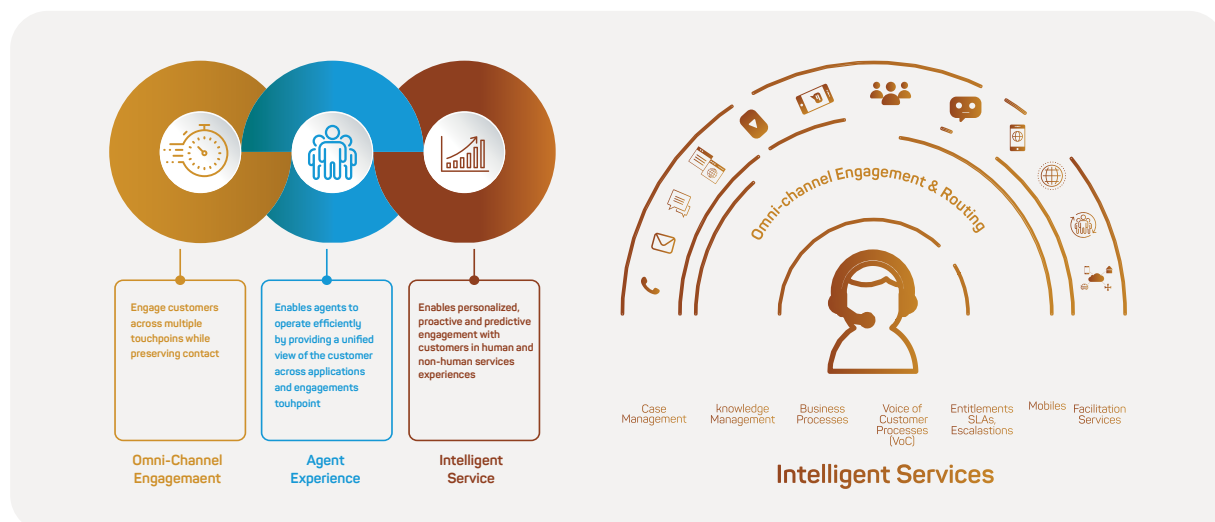 Engage customers
across multiple
touchpoins while
preserving contact
Omni-Channel
Engagemaent
Enables agents to
operate efficiently
by providing a unified
view of the customer
across applications
and engagements
touhpoint
Agent
Experience
Enables personalized,
proactive and predictive
engagement with
customers in human and
non-human services
experiences
Intelligent
Service
Omni-channel Engagement & Routing
Case
Management
knowledge
Management
Business
Processes
Voice of
Customer
Processes
(VoC)
Entitlements
SLAs,
Escalastions
Mobiles
Facilitation
Services
Intelligent Services